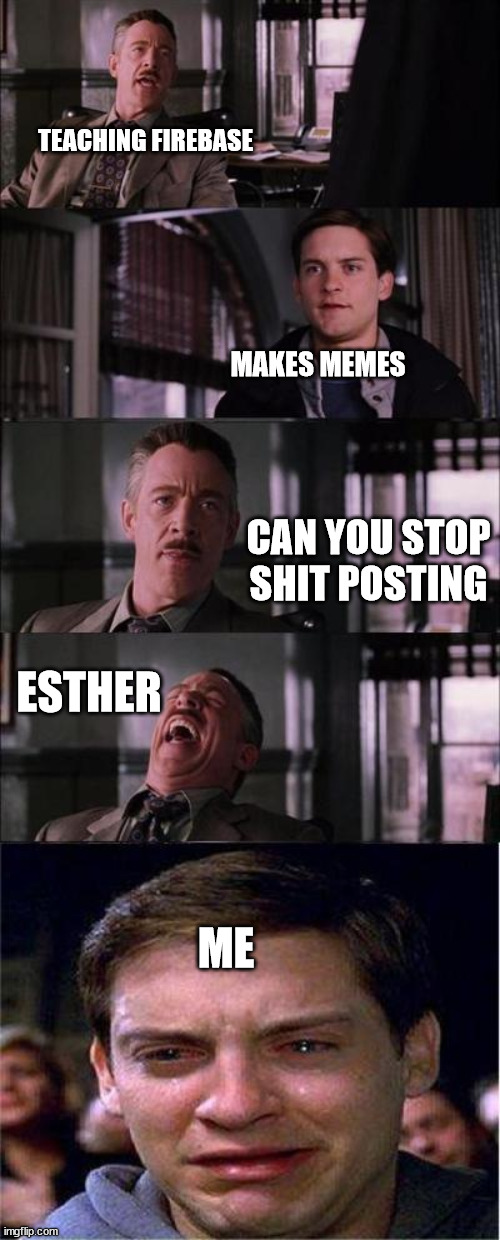 TEACHING FIREBASE
MAKES MEMES
CAN YOU STOP
SHIT POSTING
ESTHER
ME
imgflip.com